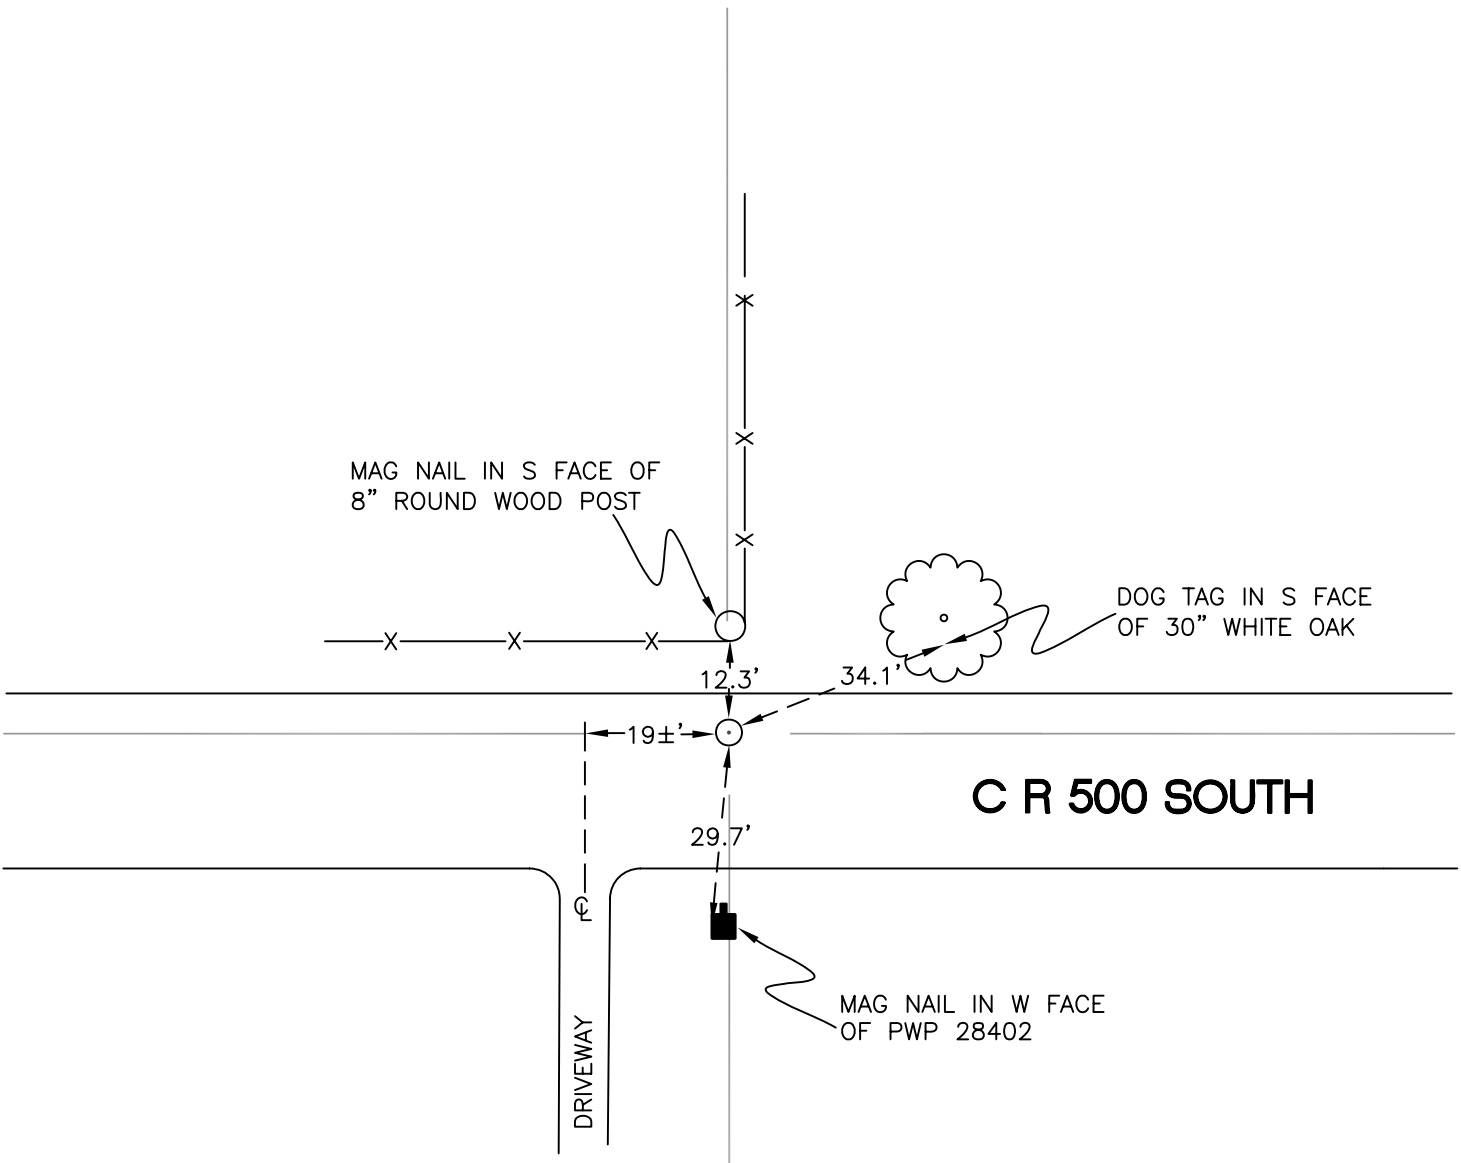 MAG NAIL IN S FACE OF
8” ROUND WOOD POST
DOG TAG IN S FACE
OF 30” WHITE OAK
12.3’
34.1’
19±’
C R 500 SOUTH
29.7’
℄
MAG NAIL IN W FACE
OF PWP 28402
DRIVEWAY